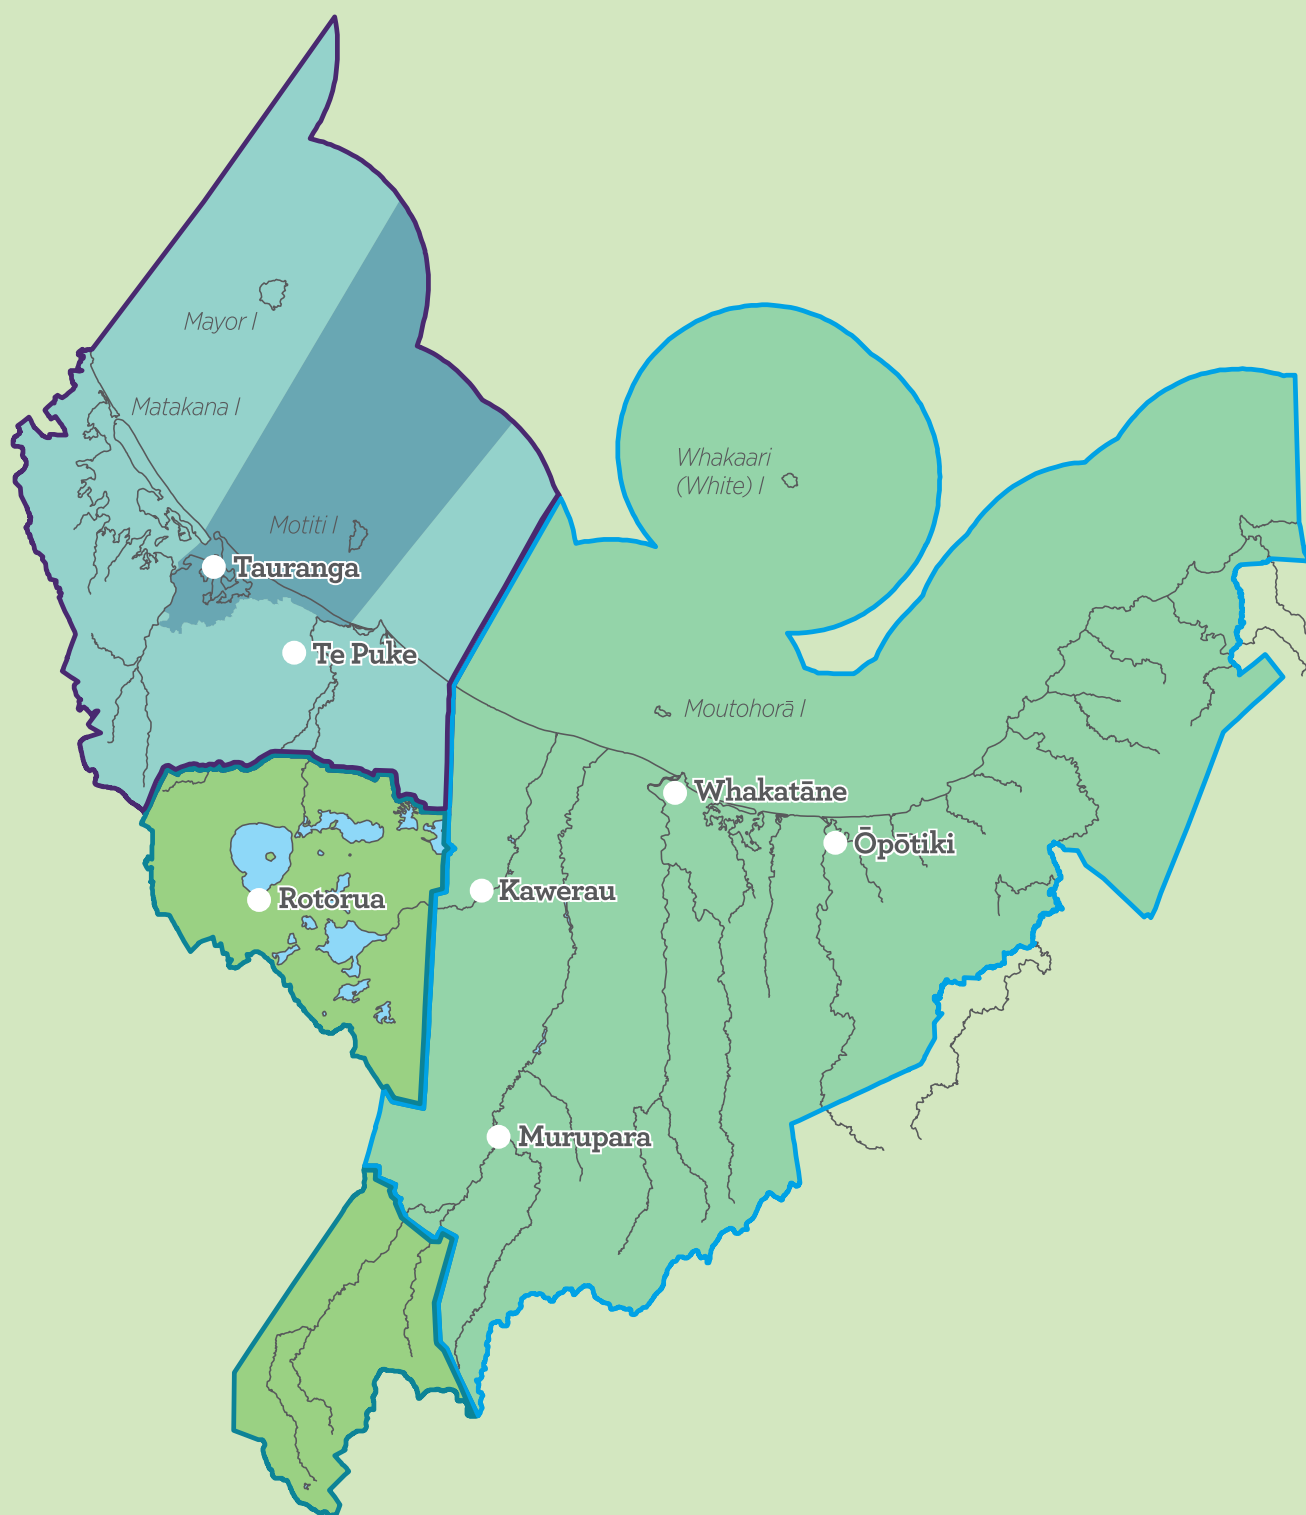 Mayor I
Matakana I
Whakaari
(White) I
Motiti I
Tauranga
Te Puke
Moutohorā I
Whakatāne
Ōpōtiki
Kawerau
Rotorua
Murupara